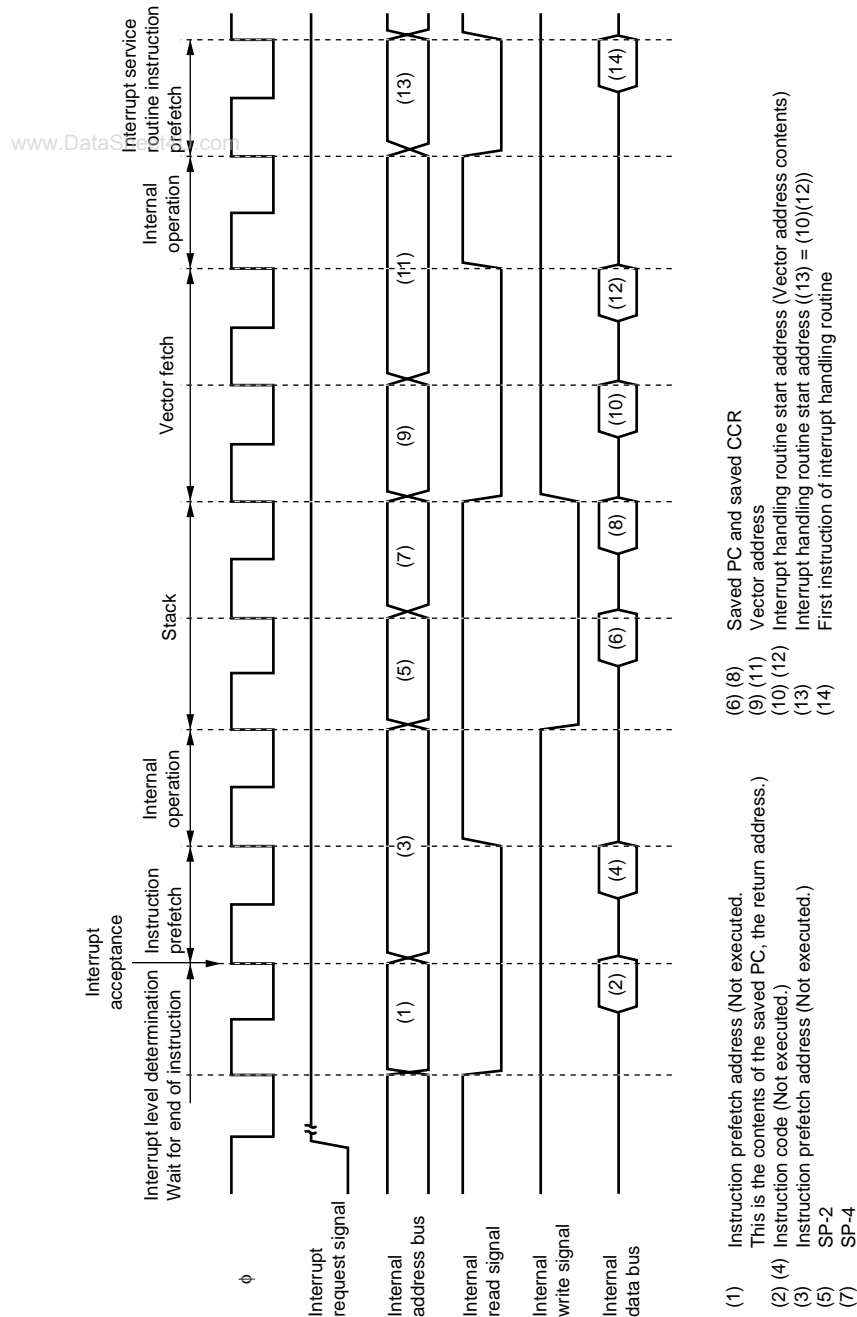 Interrupt level determination
Wait for end of instruction
Interrupt
acceptance
Instruction
prefetch
Internal
operation
Stack
Vector fetch
Internal
operation
Interrupt service
routine instruction
prefetch
φ
Interrupt
request signal
Internal
address bus
(1)
(3)
(5)
(7)
(9)
(11)
(13)
Internal
read signal
Internal
write signal
Internal
data bus
(2)
(4)
(6)
(8)
(10)
(12)
(14)
(1) Instruction prefetch address (Not executed.
This is the contents of the saved PC, the return address.)
(2) (4) Instruction code (Not executed.)
(3) Instruction prefetch address (Not executed.)
(5) SP-2
(7) SP-4
(6) (8) Saved PC and saved CCR
(9) (11) Vector address
(10) (12) Interrupt handling routine start address (Vector address contents)
(13) Interrupt handling routine start address ((13) = (10)(12))
(14) First instruction of interrupt handling routine
www.DataSheet4U.com